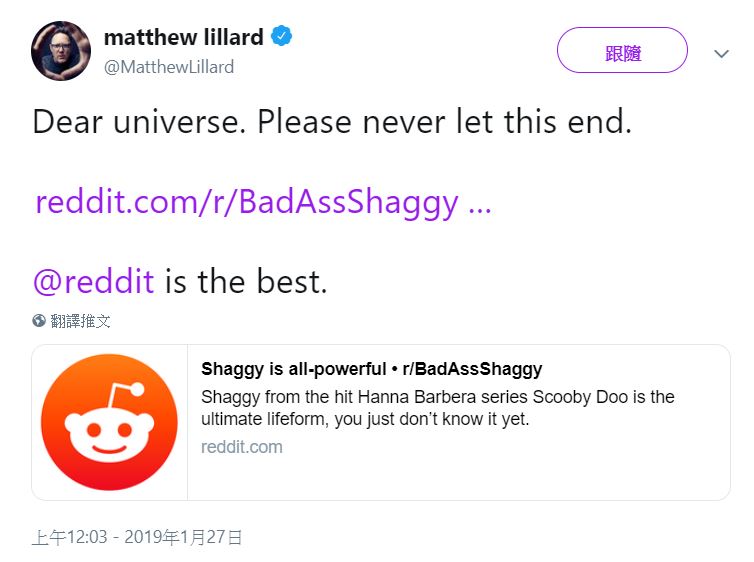 matthew lillard
@MatthewLillard
跟隨
Dear universe. Please never let this end.
reddit.com/r/BadAssShaggy ...
@reddit is the best.
翻譯推文
Shaggy is all-powerful • r/BadAssShaggy
Shaggy from the hit Hanna Barbera series Scooby Doo is the
ultimate lifeform, you just don’t know it yet.
reddit.com
上午12:03 - 2019年1月27日